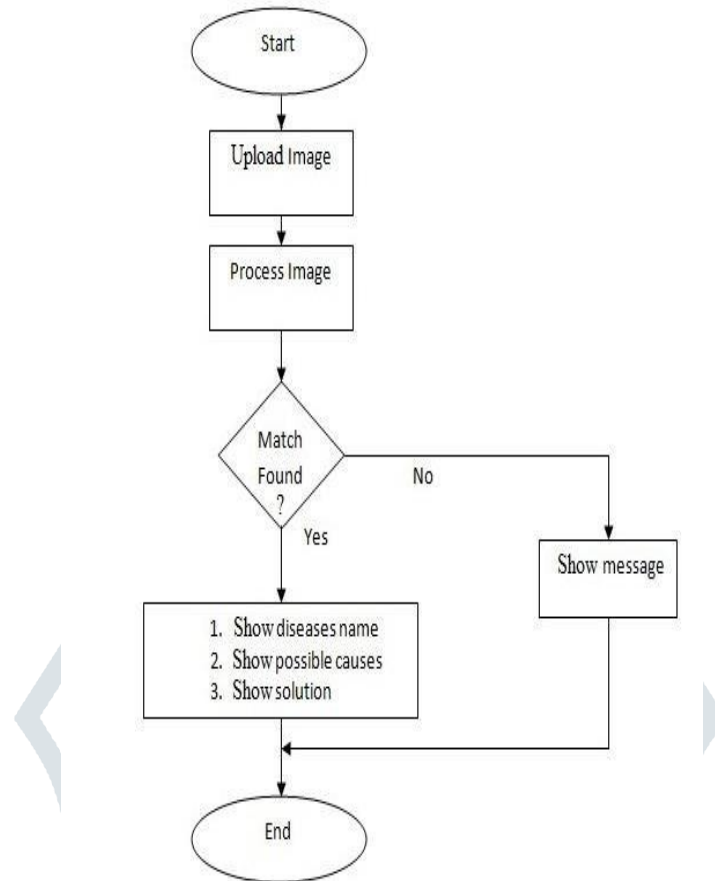 Start
Upload Image
Process Image
Match
Found
?
No
Yes
Show message
1. Show diseases name
2. Show possible causes
3. Show solution
End